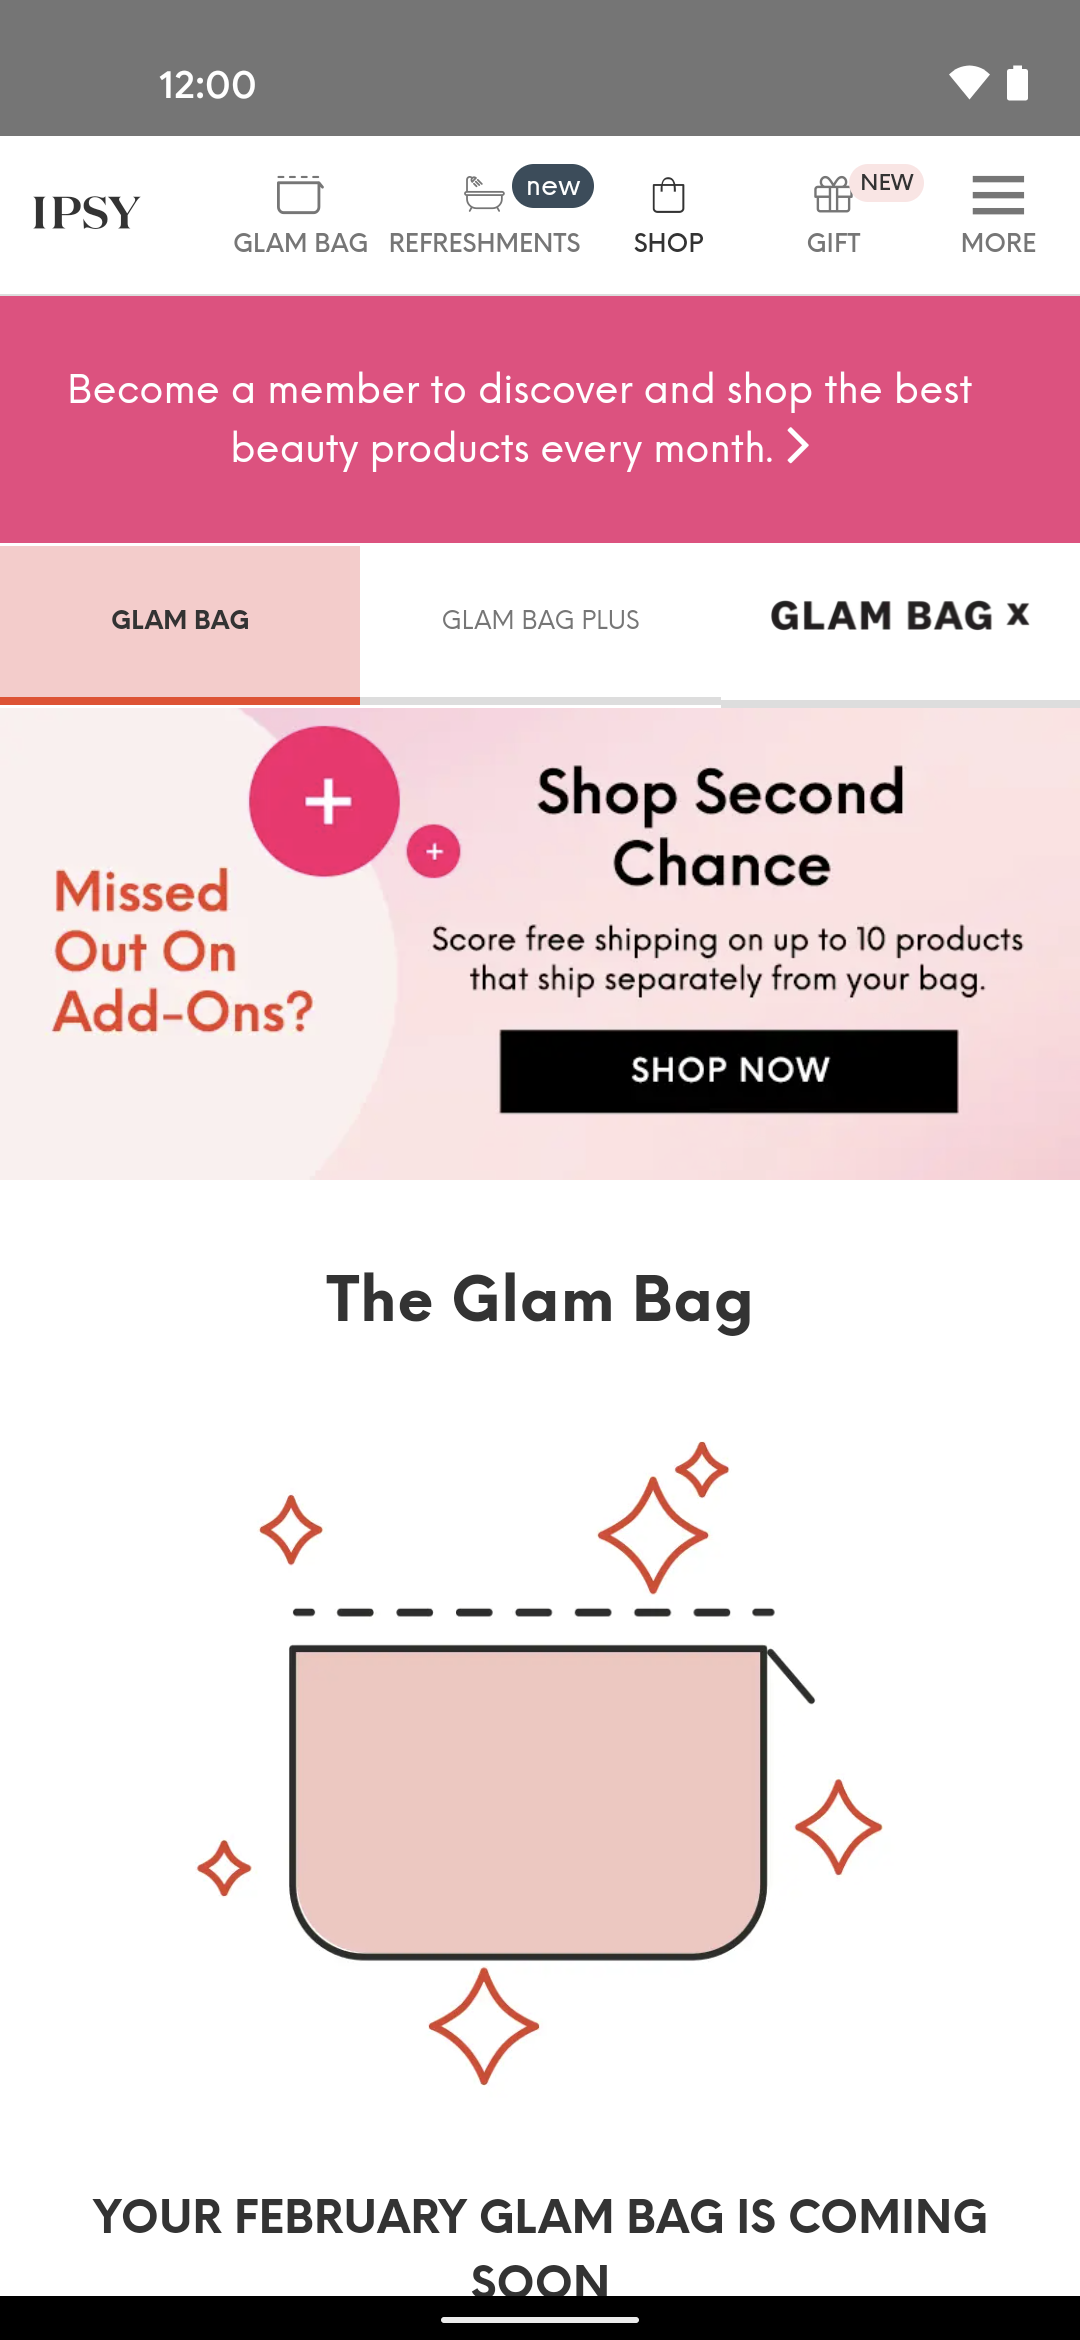 12:00
IPSY
GLAM BAG
REFRESHMENTS
new
SHOP
GIFT
NEW
MORE
Become a member to discover and shop the best
beauty products every month.
GLAM BAG
GLAM BAG PLUS
GLAM BAG X
Missed
Out On
Add-Ons?
Shop Second
Chance
Score free shipping on up to 10 products
that ship separately from your bag.
SHOP NOW
The Glam Bag
YOUR FEBRUARY GLAM BAG IS COMING
SOON